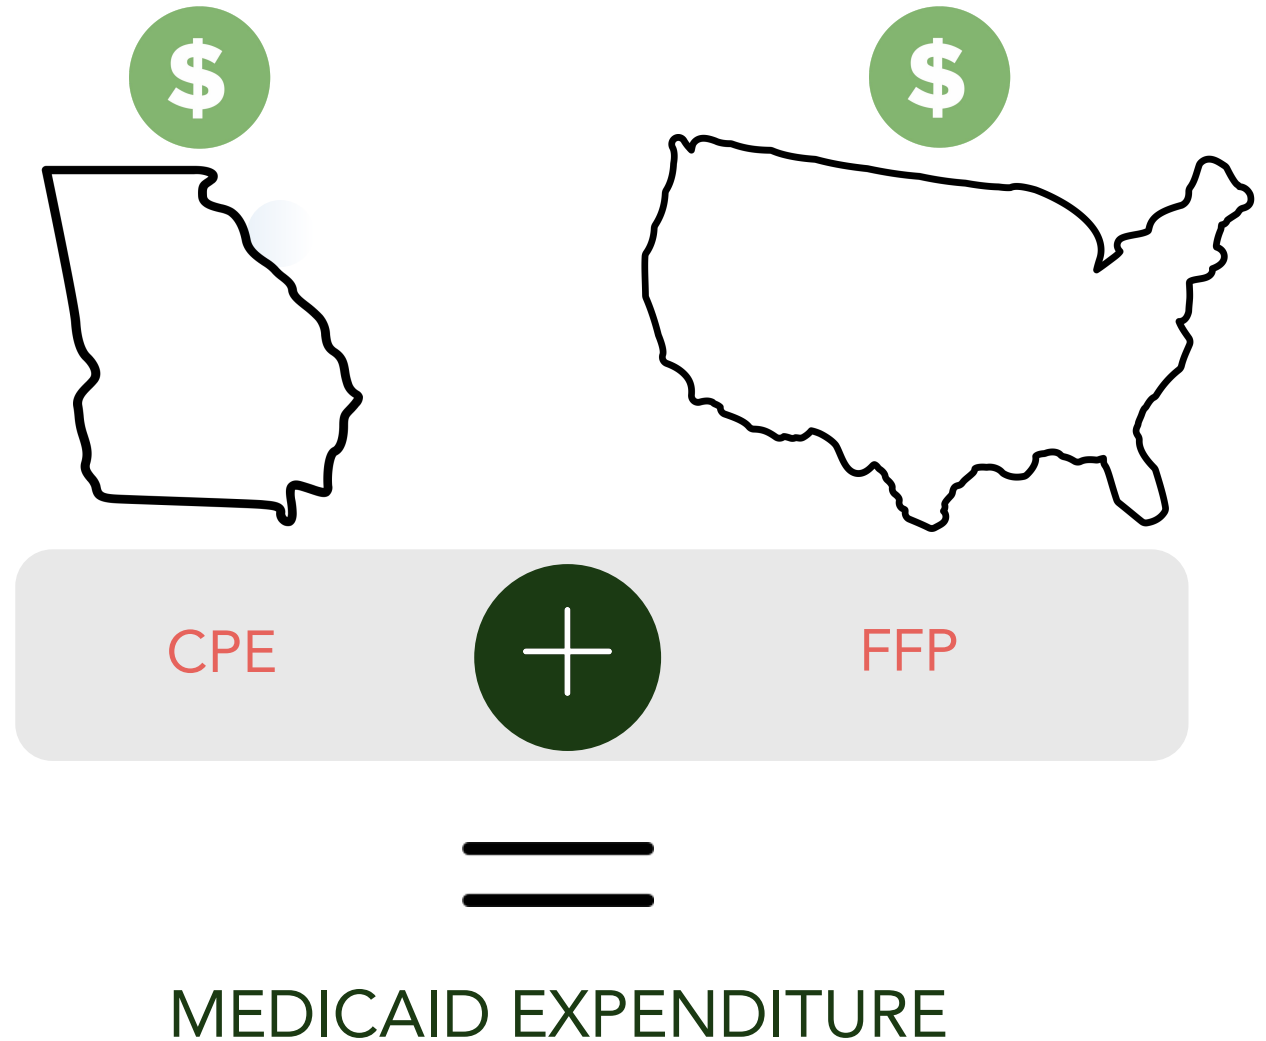 $ $
CPE + FFP
=
MEDICAID EXPENDITURE